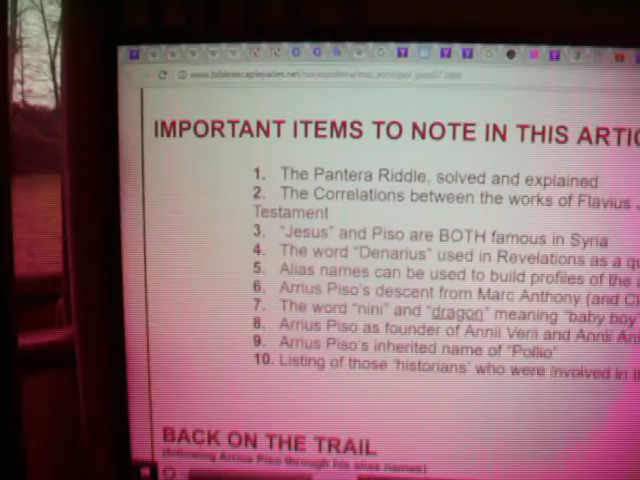 IMPORTANT ITEMS TO NOTE IN THIS ARTIC
1. The Pantera Riddle, solved and explained
2. The Correlations between the works of Flavius J
Testament
3. "Jesus" and Piso are BOTH famous in Syria
4. The word "Denarius" used in Revelations as a qu
5. Alias names can be used to build profiles of the
6. Arrius Piso's descent from Marc Anthony (and Cl
7. The word "nini" and "dragon" meaning "baby boy"
8. Arrius Piso as founder of Annii Verii and Annii
9. Arrius Piso's inherited name of "Pollio"
10. Listing of those 'historians' who were involved in
BACK ON THE TRAIL
(following Arrius Piso through his alias names)